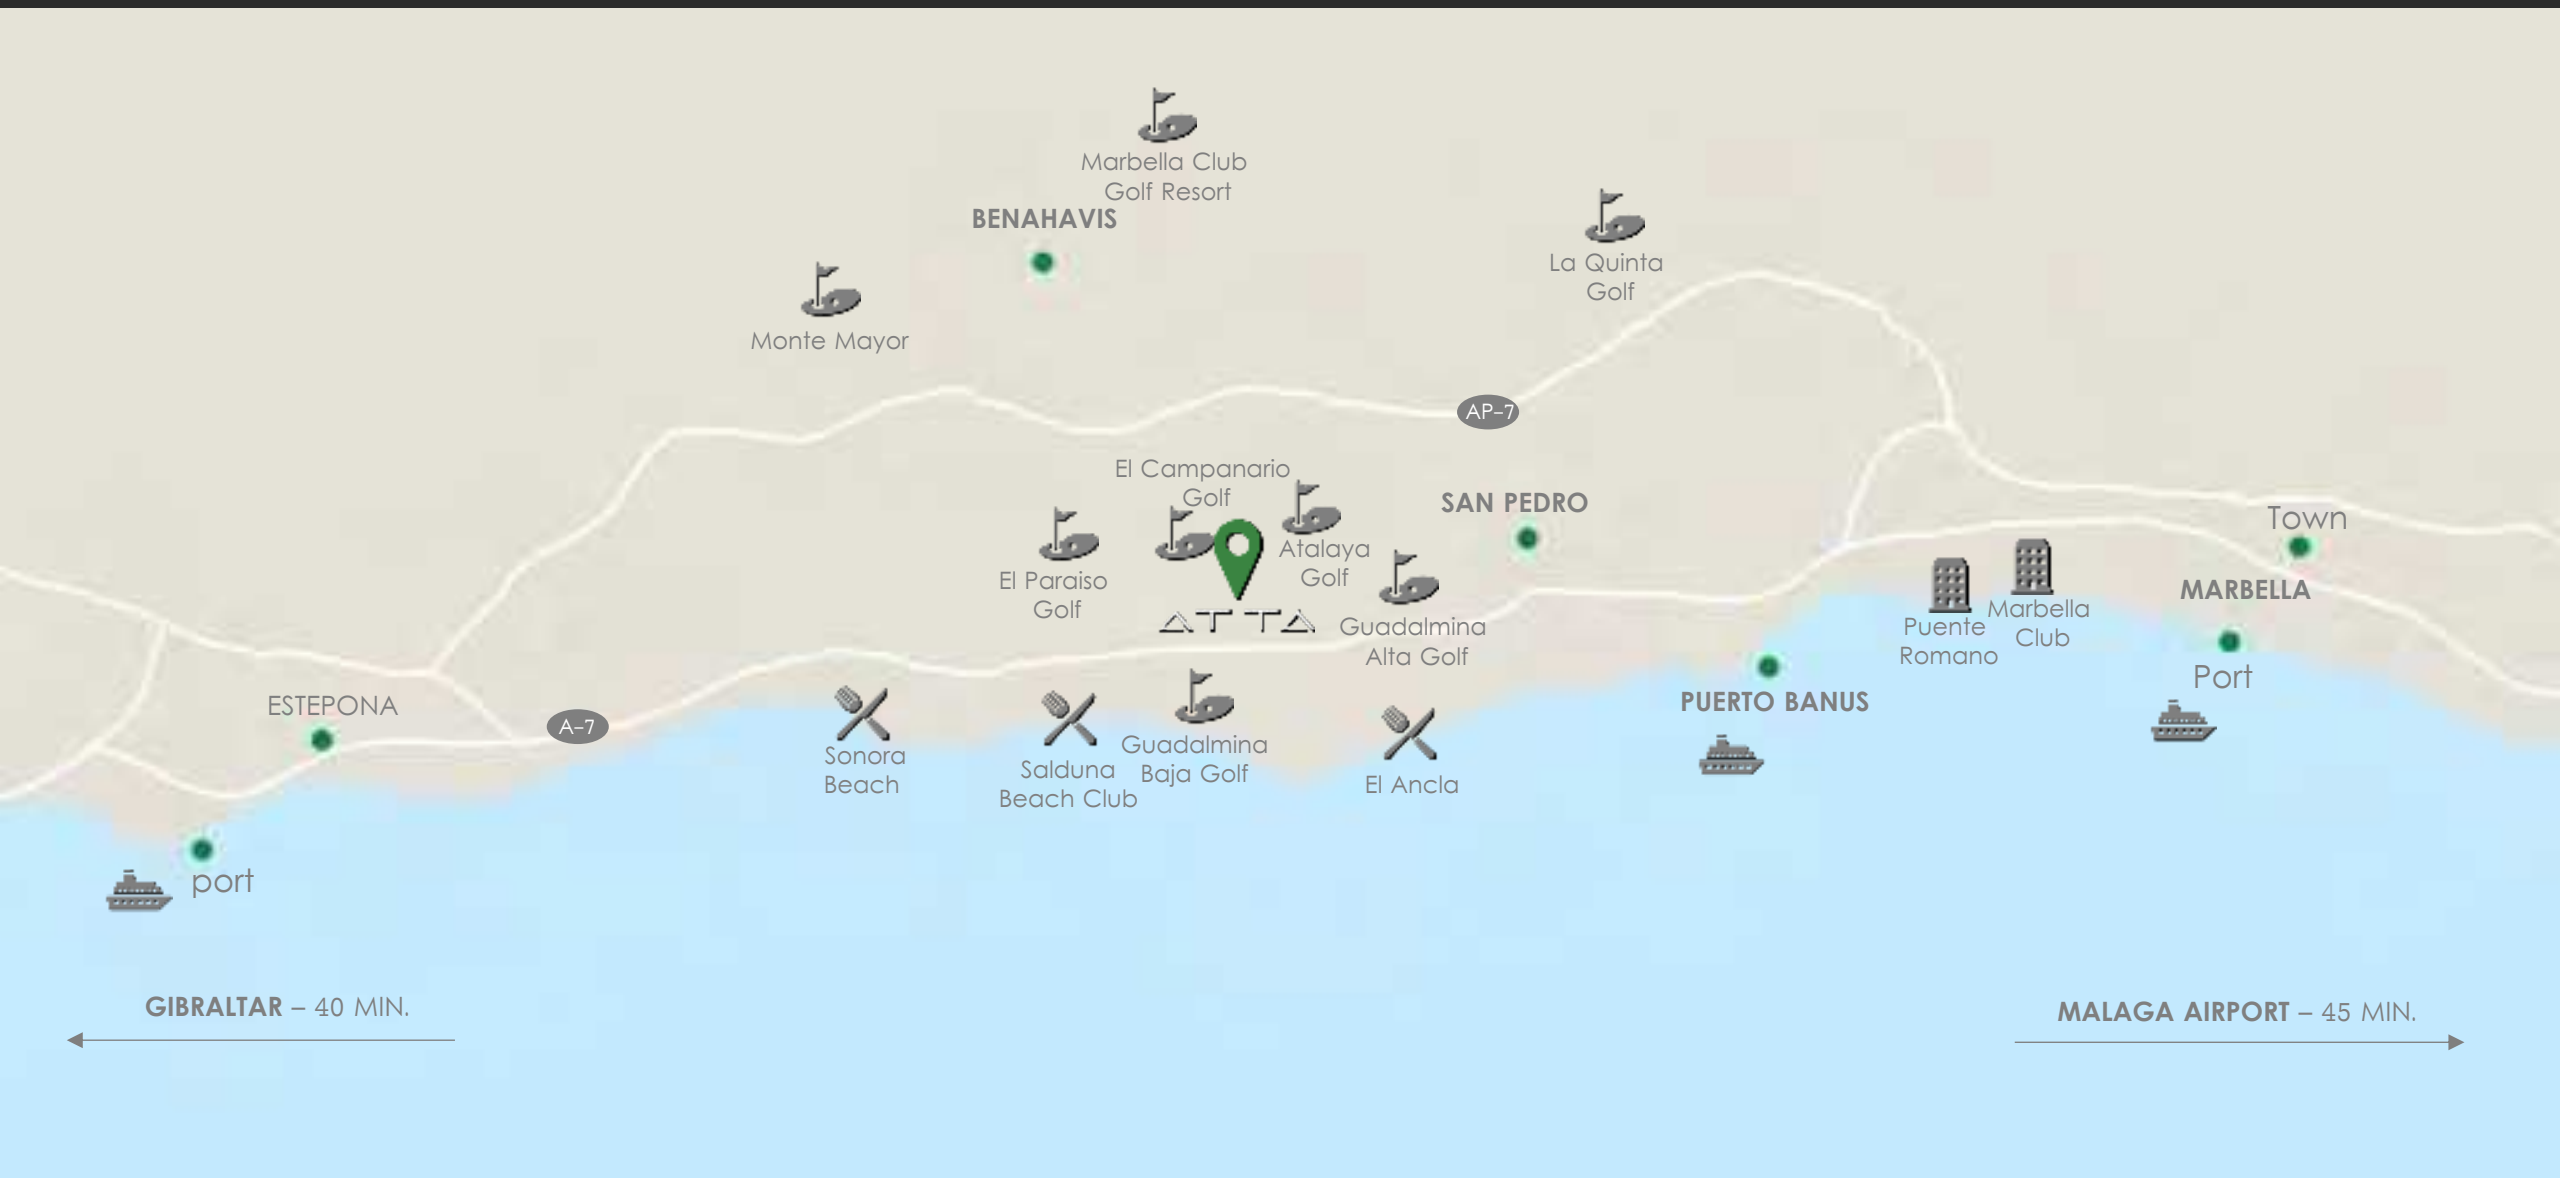 Marbella Club
Golf Resort
BENAHAVIS
La Quinta
Golf
Monte Mayor
AP-7
El Campanario
Golf
SAN PEDRO
Town
Atalaya
Golf
El Paraiso
Golf
MARBELLA
ATTA
Guadalmina
Alta Golf
Puente
Romano
Marbella
Club
Port
ESTEPONA
A-7
PUERTO BANUS
Sonora
Beach
Salduna
Beach Club
Guadalmina
Baja Golf
El Ancla
port
GIBRALTAR – 40 MIN.
MALAGA AIRPORT – 45 MIN.